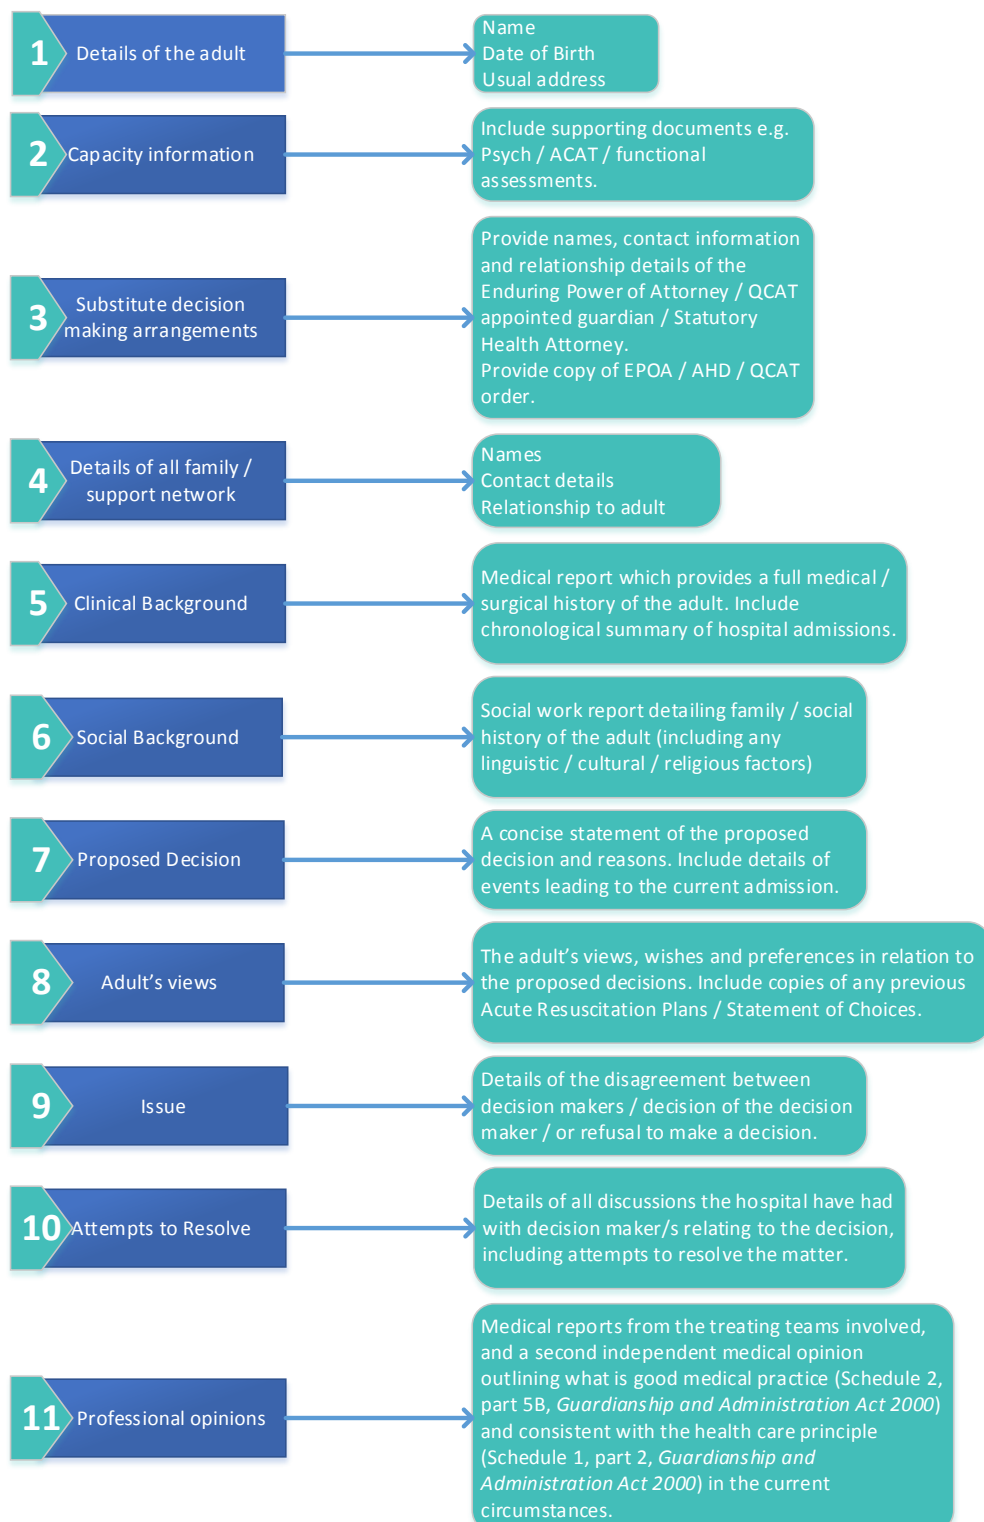 1
Details of the adult
Name
Date of Birth
Usual address
2
Capacity information
Include supporting documents e.g.
Psych / ACAT / functional
assessments.
3
Substitute decision
making arrangements
Provide names, contact information
and relationship details of the
Enduring Power of Attorney / QCAT
appointed guardian / Statutory
Health Attorney.
Provide copy of EPOA / AHD / QCAT
order.
4
Details of all family /
support network
Names
Contact details
Relationship to adult
5
Clinical Background
Medical report which provides a full medical /
surgical history of the adult. Include
chronological summary of hospital admissions.
6
Social Background
Social work report detailing family / social
history of the adult (including any
linguistic / cultural / religious factors)
7
Proposed Decision
A concise statement of the proposed
decision and reasons. Include details of
events leading to the current admission.
8
Adult’s views
The adult’s views, wishes and preferences in relation to
the proposed decisions. Include copies of any previous
Acute Resuscitation Plans / Statement of Choices.
9
Issue
Details of the disagreement between
decision makers / decision of the decision
maker / or refusal to make a decision.
10
Attempts to Resolve
Details of all discussions the hospital have had
with decision maker/s relating to the decision,
including attempts to resolve the matter.
11
Professional opinions
Medical reports from the treating teams involved,
and a second independent medical opinion
outlining what is good medical practice (Schedule 2,
part 5B, Guardianship and Administration Act 2000)
and consistent with the health care principle
(Schedule 1, part 2, Guardianship and
Administration Act 2000) in the current
circumstances.